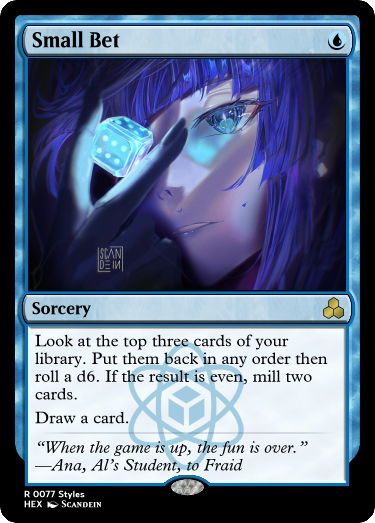 Small Bet
SCAN
DEIN
Sorcery
Look at the top three cards of your
library. Put them back in any order then
roll a d6. If the result is even, mill two
cards.
Draw a card.
“When the game is up, the fun is over.”
—Ana, Al’s Student, to Fraid
R 0077 Styles
HEX SCANDEIN